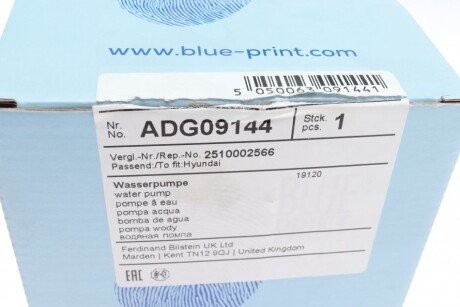 www.blue-print.com
5 050063 091441
Nr.
No. ADG09144
Stck.
pcs. 1
Vergl.-Nr./Rep.-No. 2510002566
Passend:/To fit:Hyundai
Wasserpumpe 19120
water pump
pompe à eau
pompa acqua
bomba de agua
pompa wody
водяная помпа
Ferdinand Bilstein UK Ltd
Marden | Kent TN12 9QJ | United Kingdom
EAC